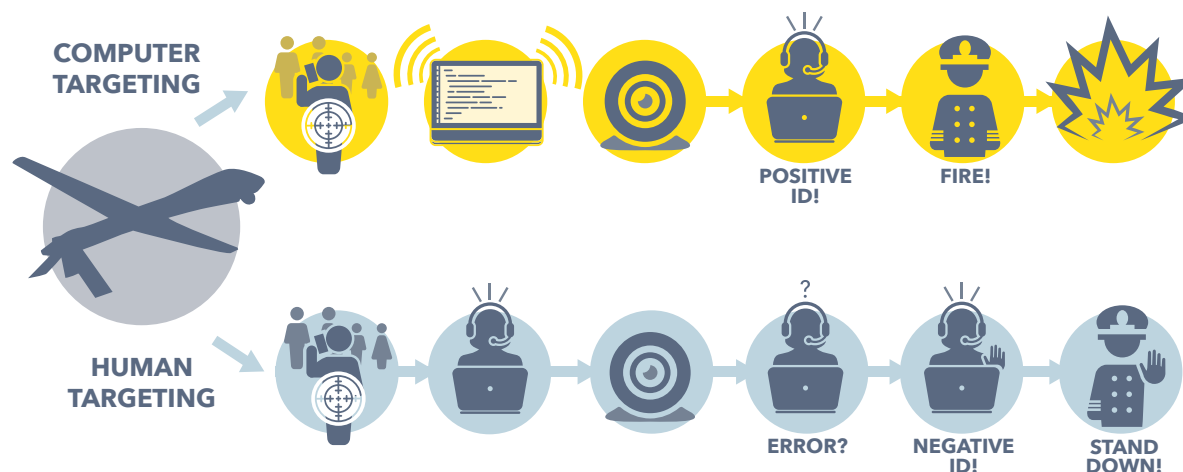 COMPUTER
TARGETING
POSITIVE
ID!
FIRE!
HUMAN
TARGETING
?
ERROR?
NEGATIVE
ID!
STAND
DOWN!